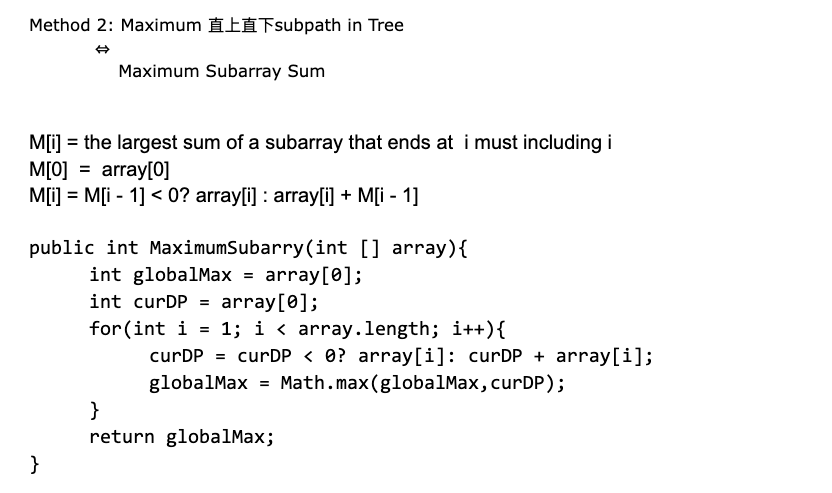 Method 2: Maximum 直上直下subpath in Tree
⇔
Maximum Subarray Sum
M[i] = the largest sum of a subarray that ends at  i must including i
M[0]  =  array[0]
M[i] = M[i - 1] < 0? array[i] : array[i] + M[i - 1]
public int MaximumSubarry(int [] array){
int globalMax = array[0];
int curDP = array[0];
for(int i = 1; i < array.length; i++){
curDP = curDP < 0? array[i]: curDP + array[i];
globalMax = Math.max(globalMax,curDP);
}
return globalMax;
}